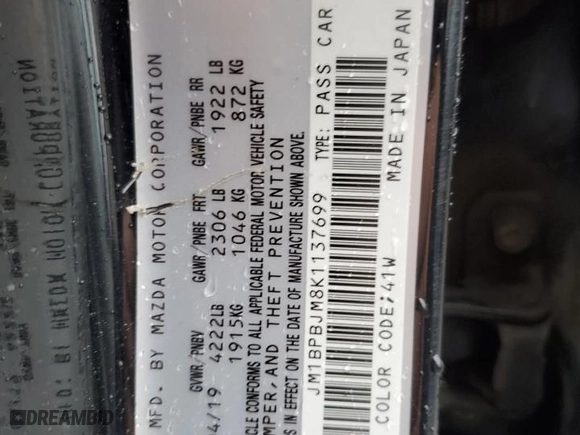 MFD. BY MAZDA MOTOR CORPORATION
GVWR/PNBV GAWR/PNBE FRT GAWR/PNBE RR
4/19 4222LB 2306 LB 1922 LB
1915KG 1046 KG 872 KG
CLE CONFORMS TO ALL APPLICABLE FEDERAL MOTOR VEHICLE SAFETY
MPER, AND THEFT PREVENTION
IN EFFECT ON THE DATE OF MANUFACTURE SHOWN ABOVE.
JM1BPBJM8K1137699 TYPE: PASS CAR
COLOR CODE;41W MADE IN JAPAN
DREAMBID